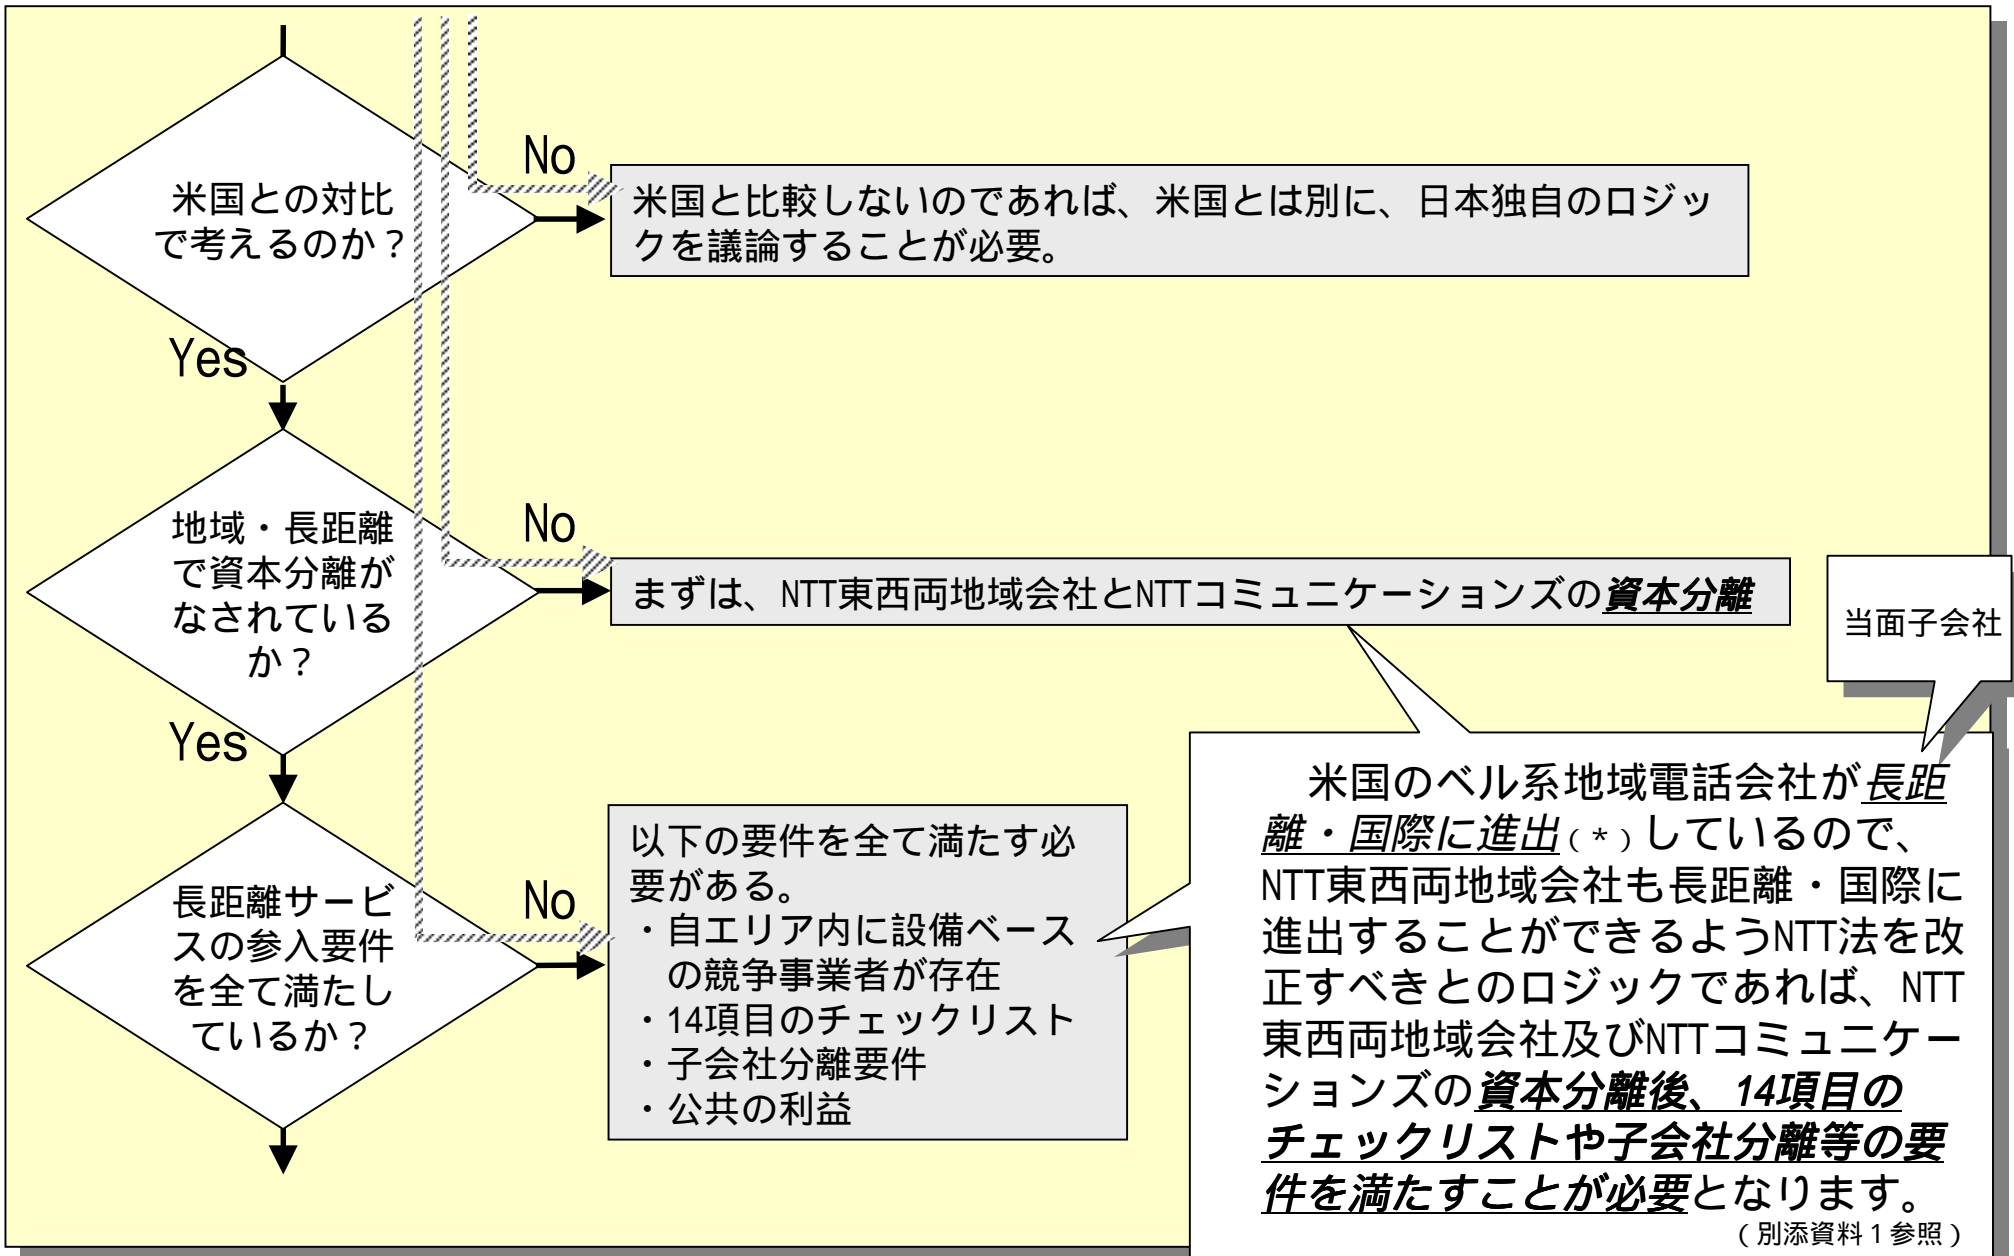 米国との対比
で考えるのか？
No
米国と比較しないのであれば、米国とは別に、日本独自のロジッ
クを議論することが必要。
Yes
地域・長距離
で資本分離が
なされている
か？
No
まずは、NTT東西両地域会社とNTTコミュニケーションズの資本分離
当面子会社
Yes
長距離サービ
スの参入要件
を全て満たし
ているか？
No
以下の要件を全て満たす必
要がある。
・自エリア内に設備ベース
の競争事業者が存在
・14項目のチェックリスト
・子会社分離要件
・公共の利益
米国のベル系地域電話会社が長距
離・国際に進出（＊）しているので、
NTT東西両地域会社も長距離・国際に
進出することができるようNTT法を改
正すべきとのロジックであれば、NTT
東西両地域会社及びNTTコミュニケー
ションズの資本分離後、14項目の
チェックリストや子会社分離等の要
件を満たすことが必要となります。
（別添資料１参照）